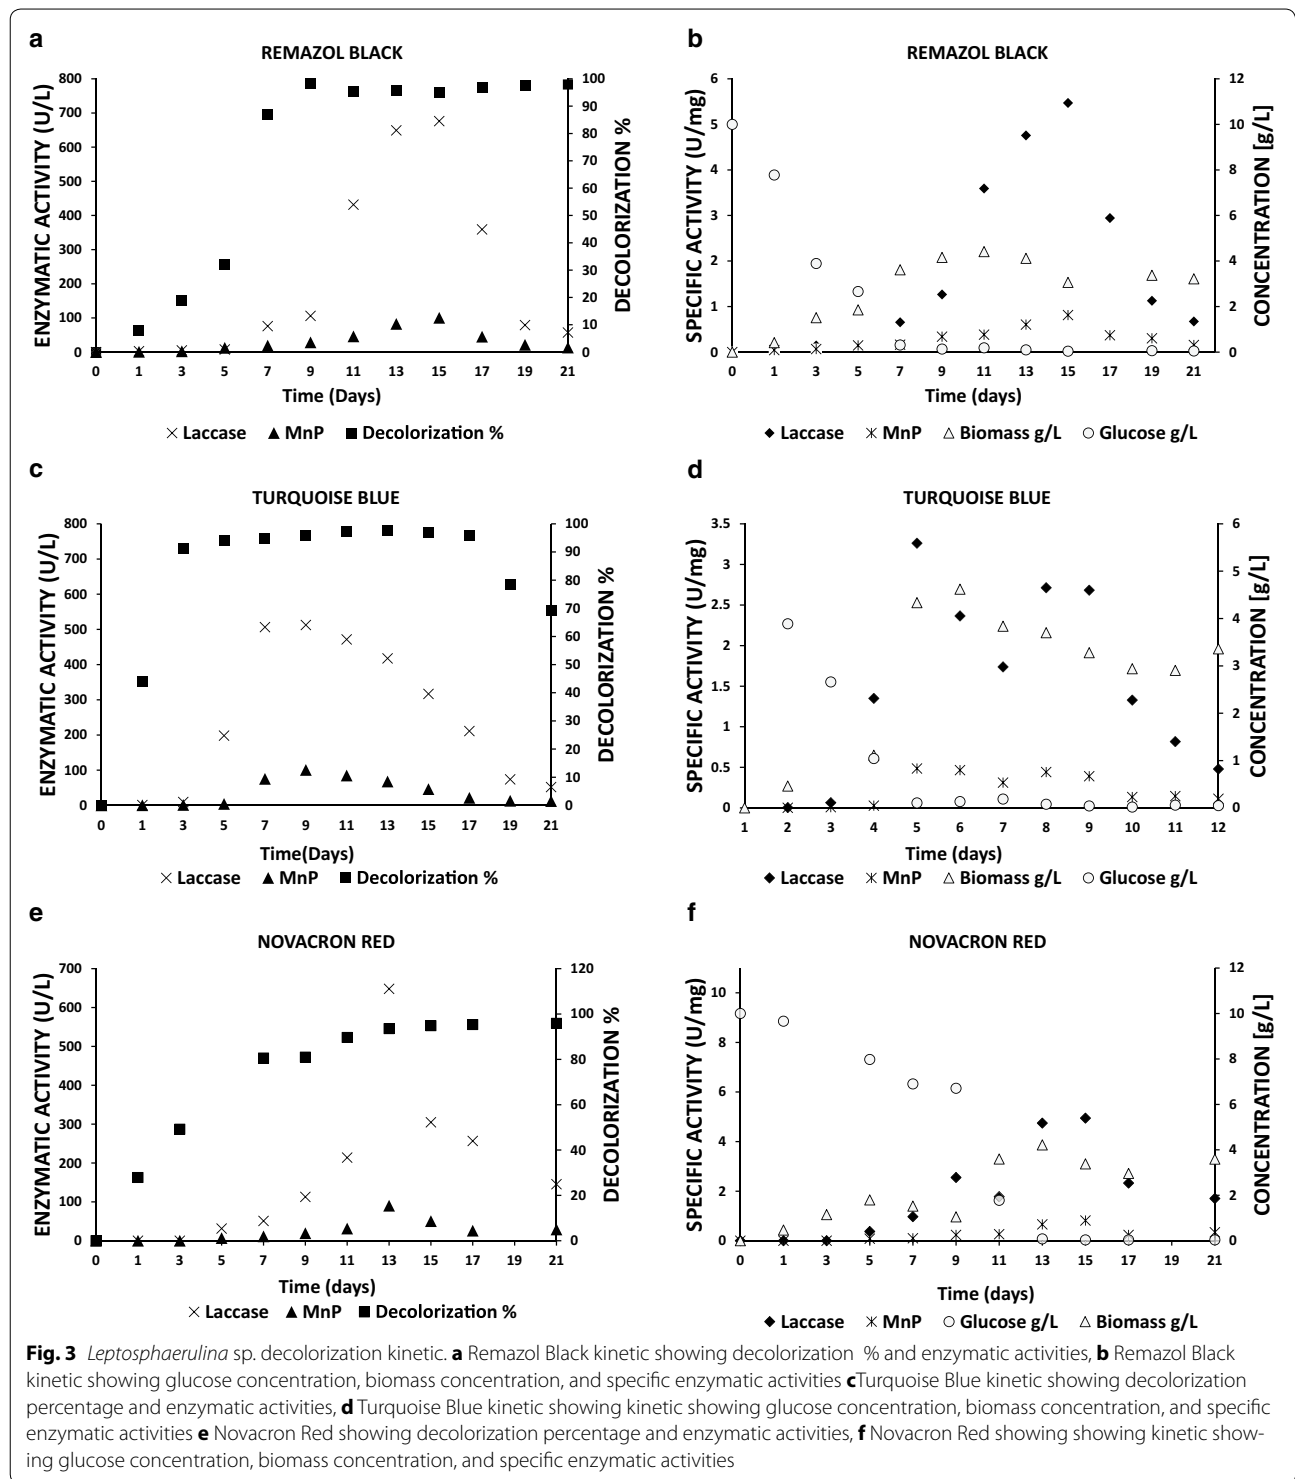 a
REMAZOL BLACK
ENZYMATIC ACTIVITY (U/L)
800
700
600
500
400
300
200
100
0
100
90
80
70
60
50
40
30
20
10
0
DECOLORIZATION %
0 1 3 5 7 9 11 13 15 17 19 21
Time (Days)
Laccase MnP Decolorization %
b
REMAZOL BLACK
SPECIFIC ACTIVITY (U/mg)
6
5
4
3
2
1
0
12
10
8
6
4
2
0
CONCENTRATION [g/L]
0 1 3 5 7 9 11 13 15 17 19 21
Time (days)
Laccase MnP Biomass g/L Glucose g/L
c
TURQUOISE BLUE
ENZYMATIC ACTIVITY (U/L)
800
700
600
500
400
300
200
100
0
100
90
80
70
60
50
40
30
20
10
0
DECOLORIZATION %
0 1 3 5 7 9 11 13 15 17 19 21
Time(Days)
Laccase MnP Decolorization %
d
TURQUOISE BLUE
SPECIFIC ACTIVITY (U/mg)
3.5
3
2.5
2
1.5
1
0.5
0
6
5
4
3
2
1
0
CONCENTRATION [g/L]
1 2 3 4 5 6 7 8 9 10 11 12
Time (days)
Laccase MnP Biomass g/L Glucose g/L
e
NOVACRON RED
ENZYMATIC ACTIVITY (U/L)
700
600
500
400
300
200
100
0
120
100
80
60
40
20
0
DECOLORIZATION %
0 1 3 5 7 9 11 13 15 17 21
Time (days)
Laccase MnP Decolorization %
f
NOVACRON RED
SPECIFIC ACTIVITY (U/mg)
10
8
6
4
2
0
12
10
8
6
4
2
0
CONCENTRATION [g/L]
0 1 3 5 7 9 11 13 15 17 19 21
Time (days)
Laccase MnP Glucose g/L Biomass g/L
Fig. 3 Leptosphaerulina sp. decolorization kinetic. a Remazol Black kinetic showing decolorization % and enzymatic activities, b Remazol Black
kinetic showing glucose concentration, biomass concentration, and specific enzymatic activities cTurquoise Blue kinetic showing decolorization
percentage and enzymatic activities, d Turquoise Blue kinetic showing kinetic showing glucose concentration, biomass concentration, and specific
enzymatic activities e Novacron Red showing decolorization percentage and enzymatic activities, f Novacron Red showing showing kinetic show-
ing glucose concentration, biomass concentration, and specific enzymatic activities